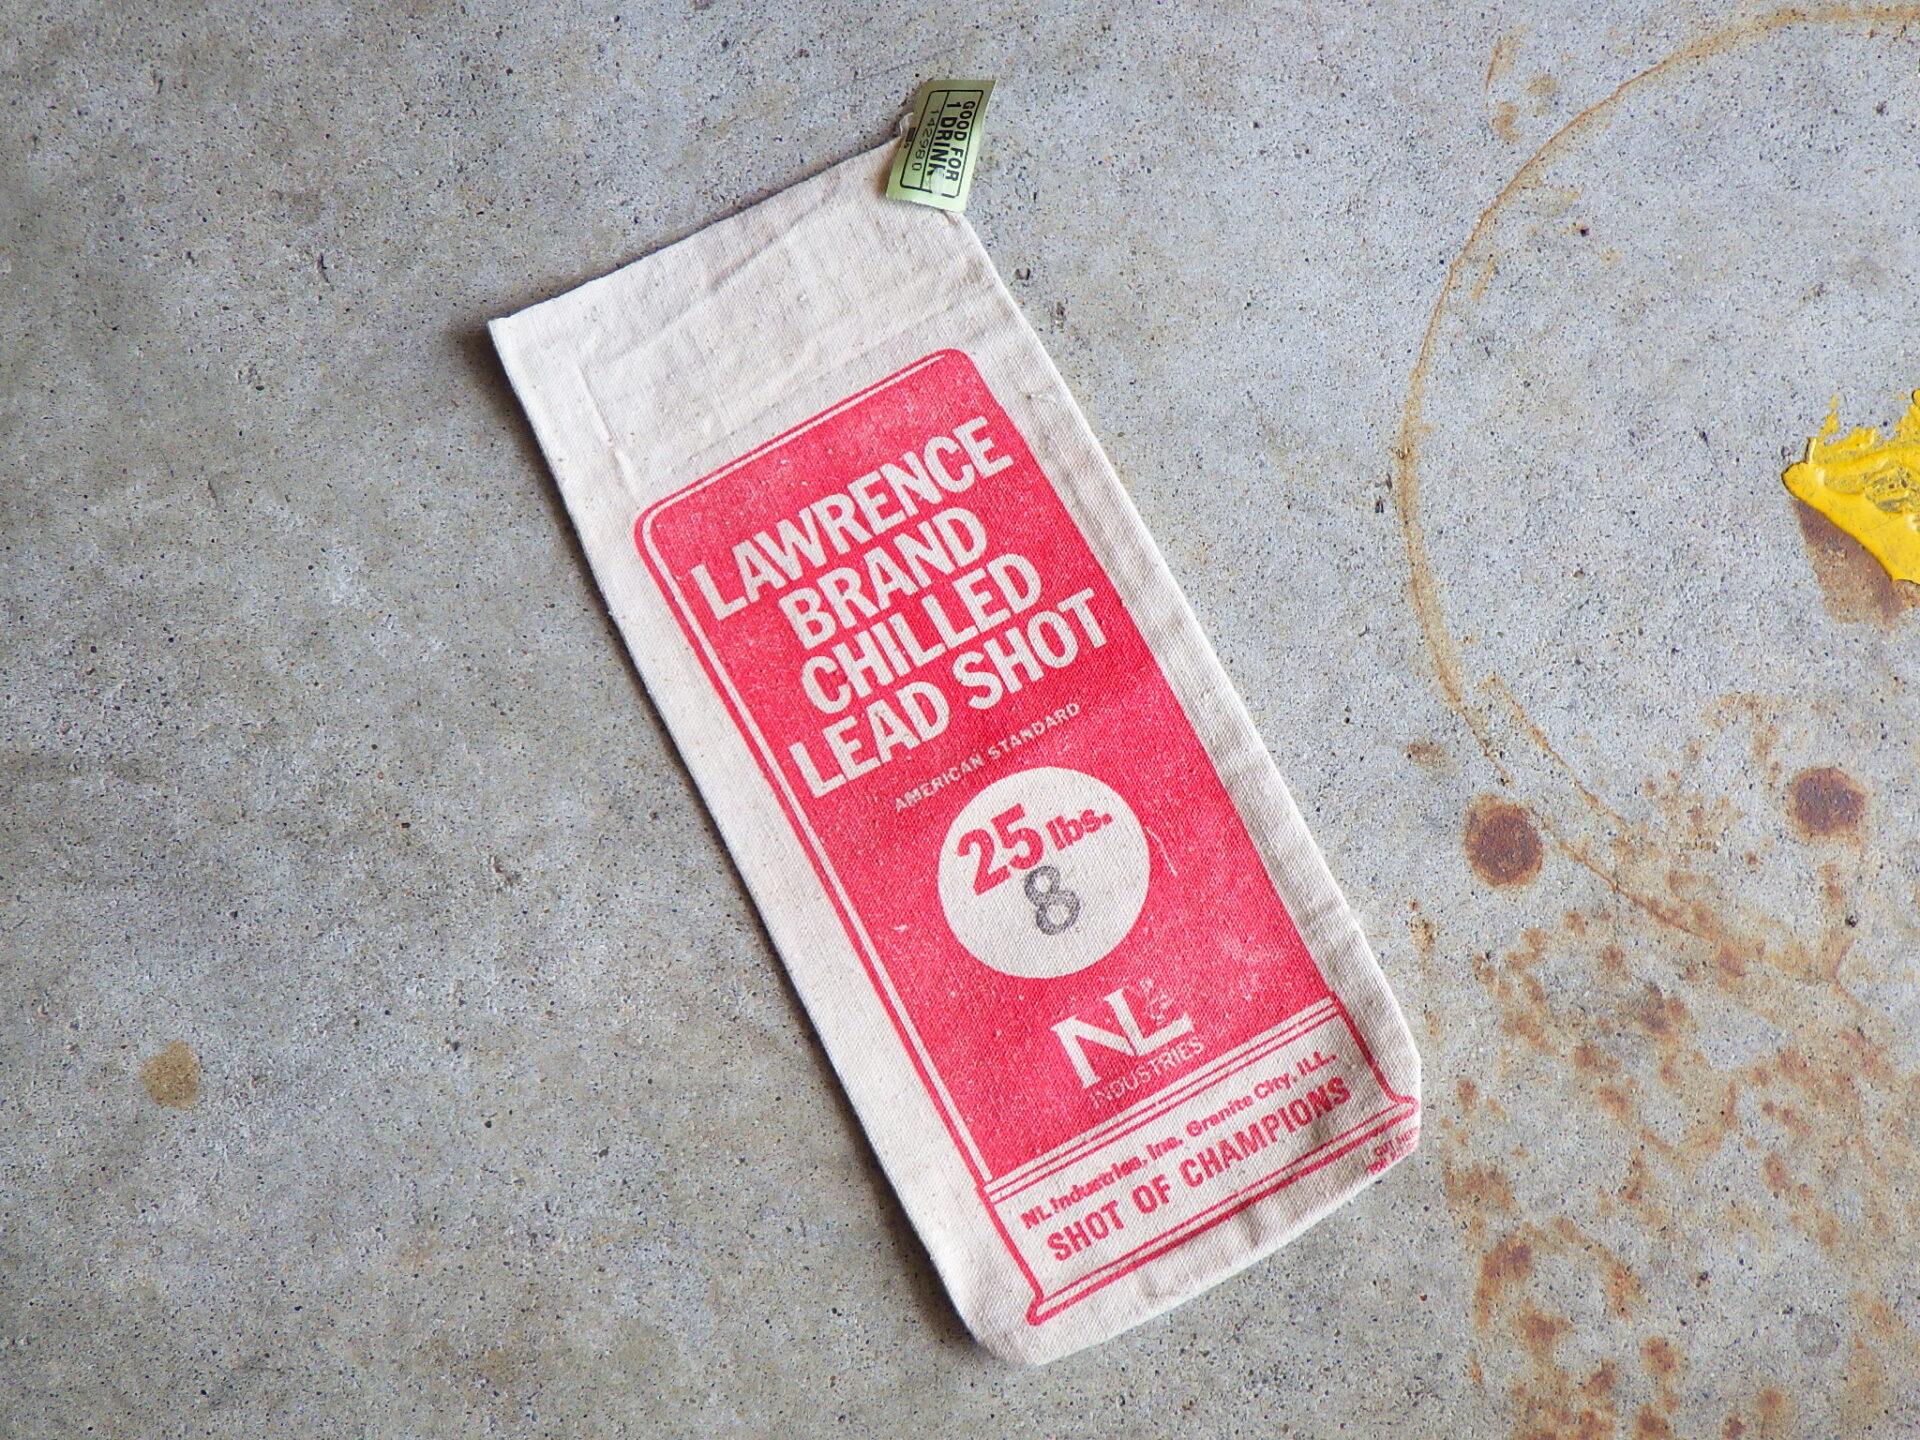 GOOD FOR
1 DRINK
142980
LAWRENCE
BRAND
CHILLED
LEAD SHOT
AMERICAN STANDARD
25 lbs.
8
NL
INDUSTRIES
NL Industries, Inc. Granite City, ILL.
SHOT OF CHAMPIONS